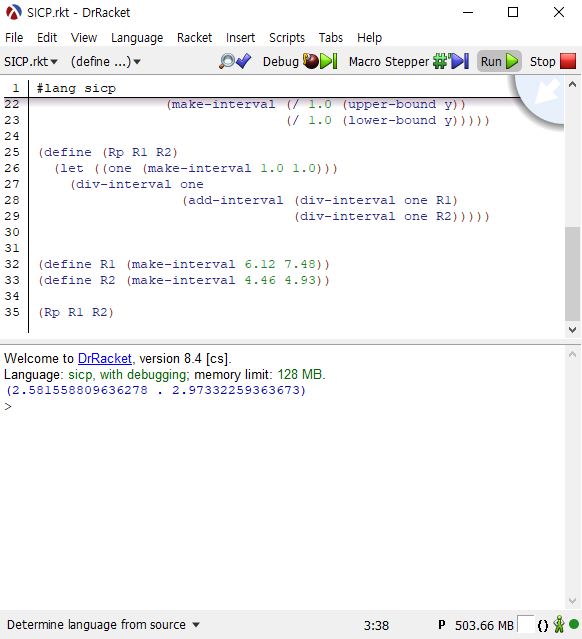 SICP.rkt - DrRacket
File Edit View Language Racket Insert Scripts Tabs Help
SICP.rkt (define ...) Debug Macro Stepper Run Stop
1 #lang sicp
22 (make-interval (/ 1.0 (upper-bound y))
23 (/ 1.0 (lower-bound y)))))
24
25 (define (Rp R1 R2)
26 (let ((one (make-interval 1.0 1.0)))
27 (div-interval one
28 (add-interval (div-interval one R1)
29 (div-interval one R2)))))
30
31
32 (define R1 (make-interval 6.12 7.48))
33 (define R2 (make-interval 4.46 4.93))
34
35 (Rp R1 R2)
Welcome to DrRacket, version 8.4 [cs].
Language: sicp, with debugging; memory limit: 128 MB.
(2.581558809636278 . 2.97332259363673)
>
Determine language from source 3:38 P 503.66 MB ()